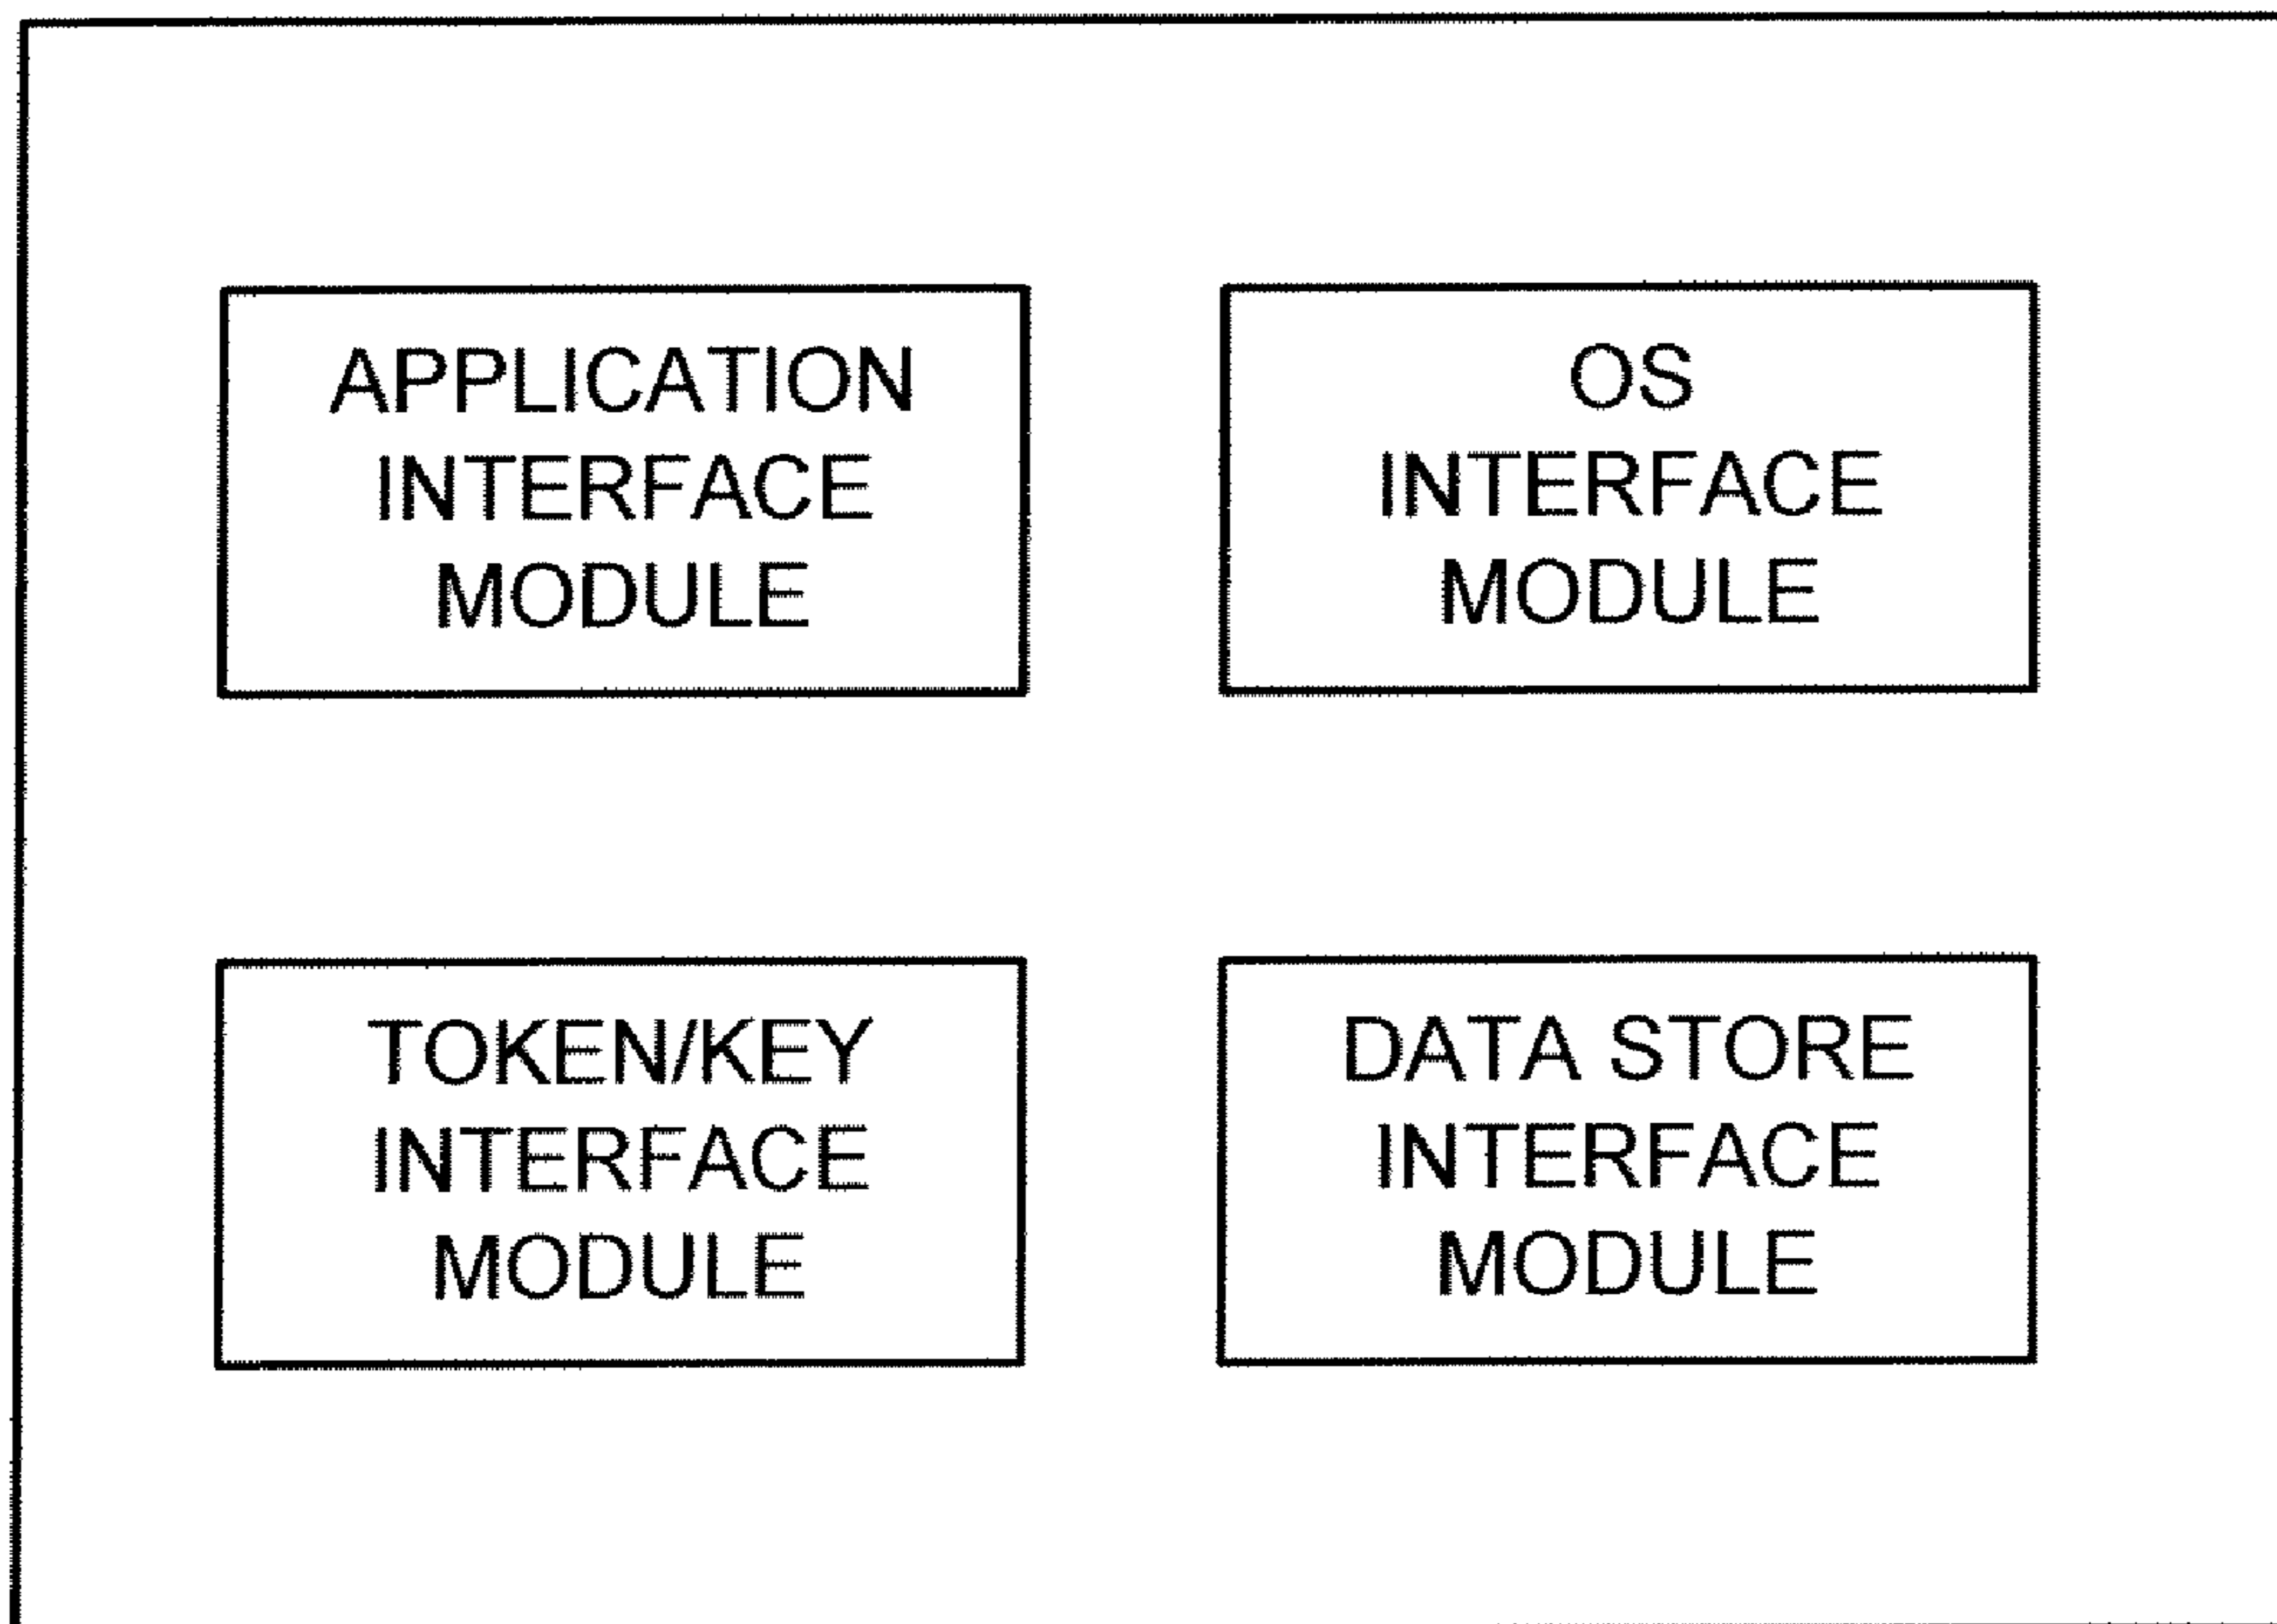 APPLICATION
INTERFACE
MODULE
OS
INTERFACE
MODULE
TOKEN/KEY
INTERFACE
MODULE
DATA STORE
INTERFACE
MODULE